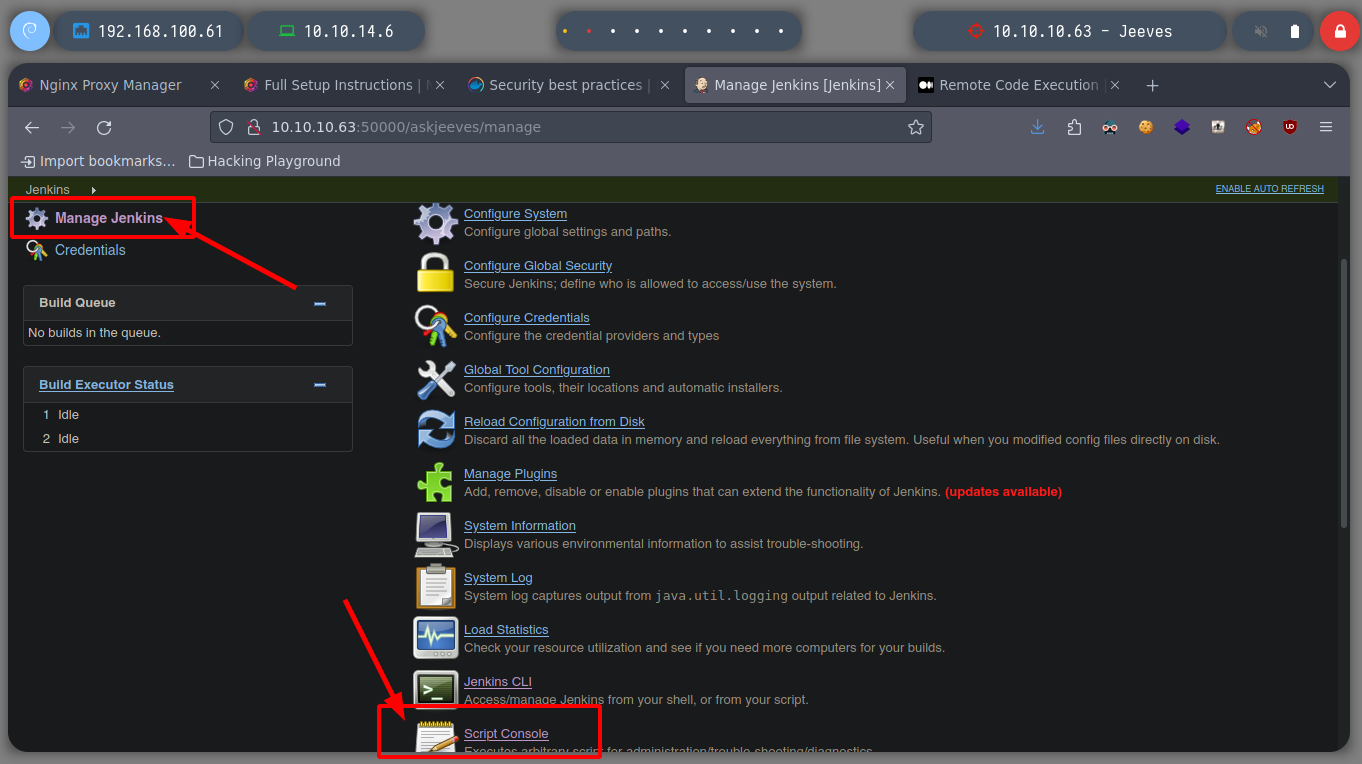 192.168.100.61
10.10.14.6
10.10.10.63 - Jeeves
Nginx Proxy Manager
Full Setup Instructions |
Security best practices |
Manage Jenkins [Jenkins]
Remote Code Execution |
10.10.10.63:50000/askjeeves/manage
Import bookmarks...
Hacking Playground
Jenkins
ENABLE AUTO REFRESH
Manage Jenkins
Credentials
Build Queue
No builds in the queue.
Build Executor Status
1 Idle
2 Idle
Configure System
Configure global settings and paths.
Configure Global Security
Secure Jenkins; define who is allowed to access/use the system.
Configure Credentials
Configure the credential providers and types
Global Tool Configuration
Configure tools, their locations and automatic installers.
Reload Configuration from Disk
Discard all the loaded data in memory and reload everything from file system. Useful when you modified config files directly on disk.
Manage Plugins
Add, remove, disable or enable plugins that can extend the functionality of Jenkins. (updates available)
System Information
Displays various environmental information to assist trouble-shooting.
System Log
System log captures output from java.util.logging output related to Jenkins.
Load Statistics
Check your resource utilization and see if you need more computers for your builds.
Jenkins CLI
Access/manage Jenkins from your shell, or from your script.
Script Console
Executes arbitrary script for administration/trouble-shooting/diagnostics.